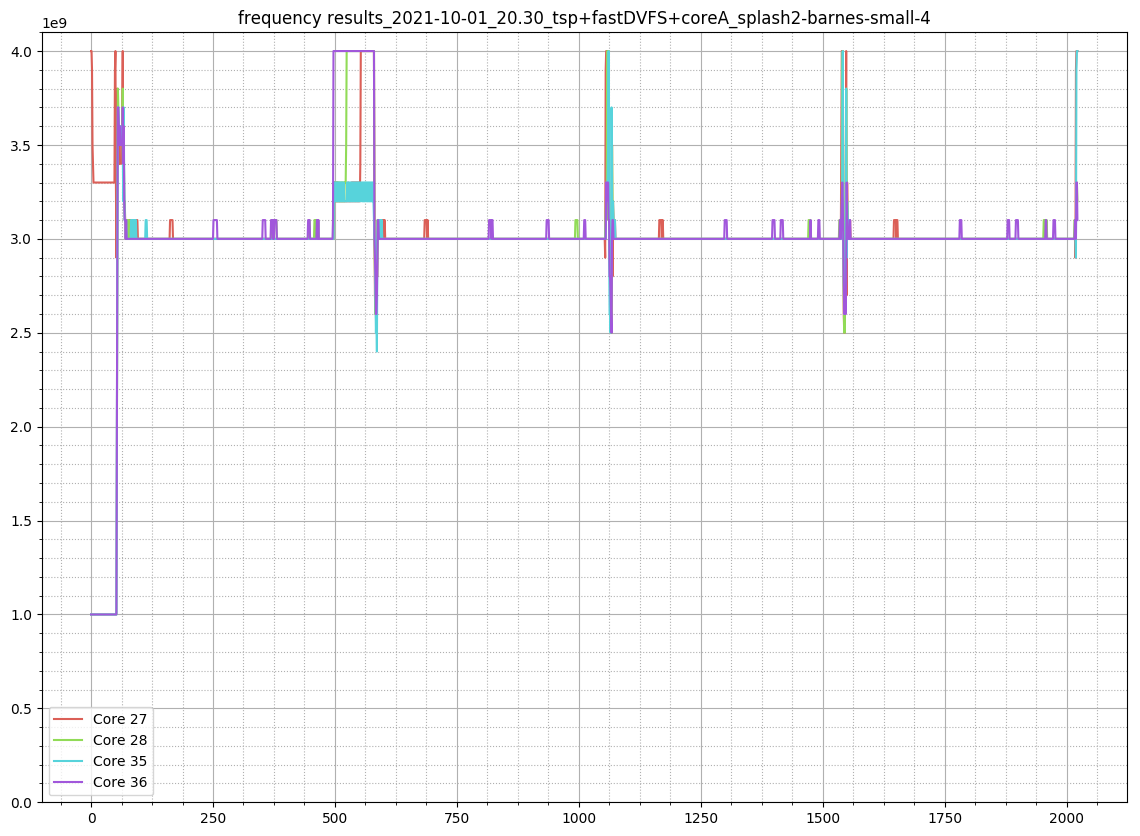 frequency results_2021-10-01_20.30_tsp+fastDVFS+coreA_splash2-barnes-small-4
1e9
4.0
3.5
3.0
2.5
2.0
1.5
1.0
0.5
0.0
Core 27
Core 28
Core 35
Core 36
0 250 500 750 1000 1250 1500 1750 2000